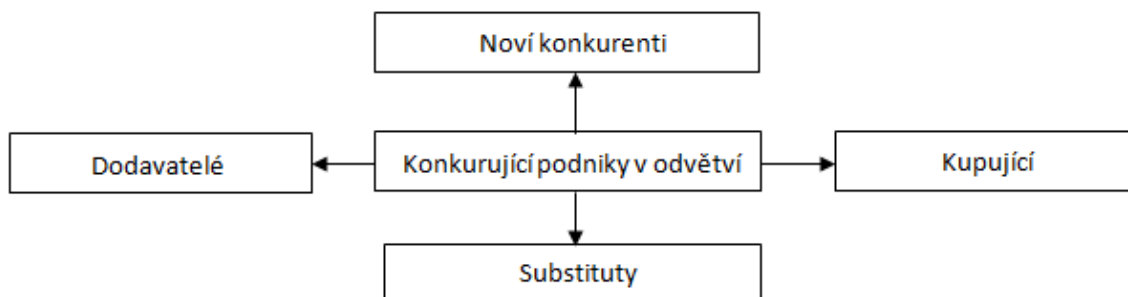 Noví konkurenti
Dodavatelé
Konkurující podniky v odvětví
Kupující
Substituty